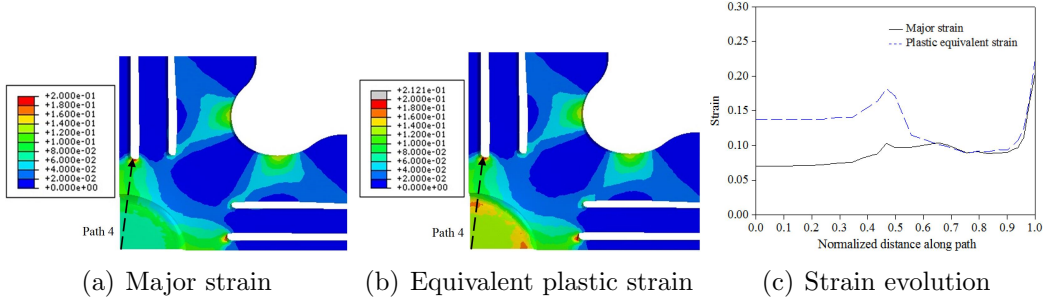 +2.000e-01
+1.800e-01
+1.600e-01
+1.400e-01
+1.200e-01
+1.000e-01
+8.000e-02
+6.000e-02
+4.000e-02
+2.000e-02
+0.000e+00
Path 4
(a) Major strain
+2.121e-01
+2.000e-01
+1.800e-01
+1.600e-01
+1.400e-01
+1.200e-01
+1.000e-01
+8.000e-02
+6.000e-02
+4.000e-02
+2.000e-02
+0.000e+00
Path 4
(b) Equivalent plastic strain
0.30
0.25
0.20
0.15
0.10
0.05
0.00
Strain
Major strain
Plastic equivalent strain
0.0 0.1 0.2 0.3 0.4 0.5 0.6 0.7 0.8 0.9 1.0
Normalized distance along path
(c) Strain evolution